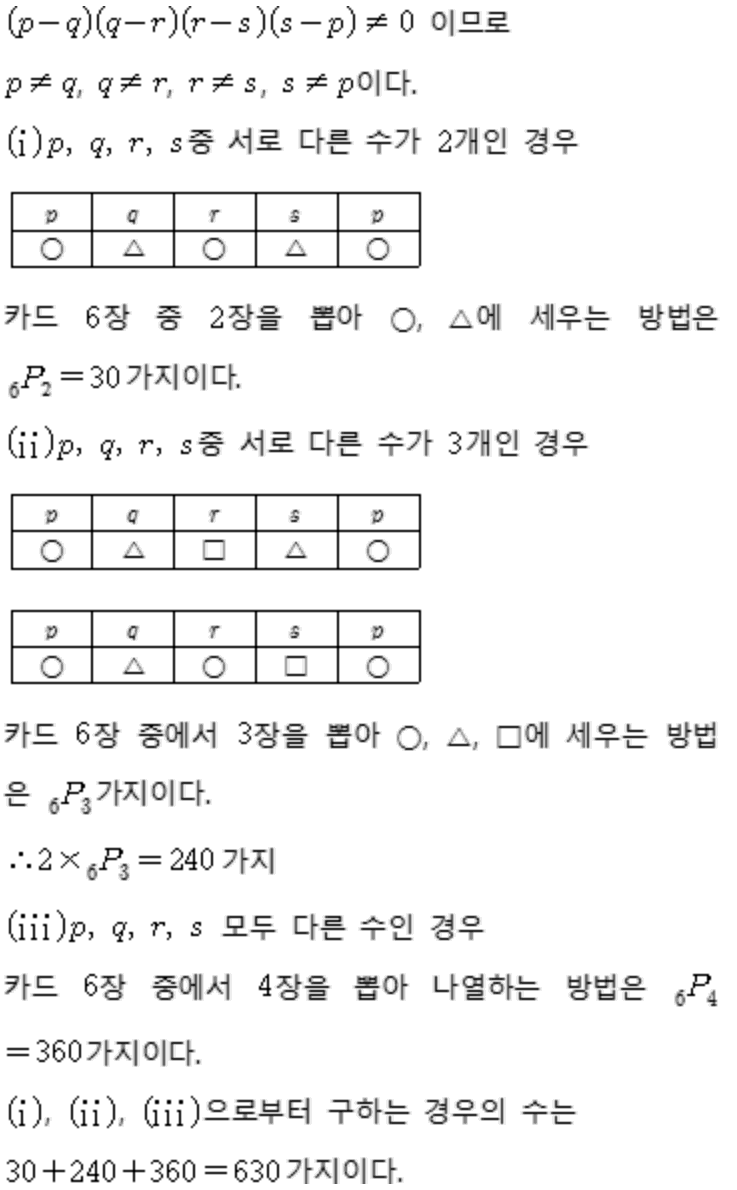 (p−q)(q−r)(r−s)(s−p)≠0 이므로
p≠q, q≠r, r≠s, s≠p이다.
(i)p, q, r, s중 서로 다른 수가 2개인 경우
p q r s p
○ △ ○ △ ○
카드 6장 중 2장을 뽑아 ○, △에 세우는 방법은
₆P₂=30가지이다.
(ii)p, q, r, s중 서로 다른 수가 3개인 경우
p q r s p
○ △ □ △ ○
p q r s p
○ △ ○ □ ○
카드 6장 중에서 3장을 뽑아 ○, △, □에 세우는 방법
은 ₆P₃가지이다.
∴2×₆P₃=240가지
(iii)p, q, r, s 모두 다른 수인 경우
카드 6장 중에서 4장을 뽑아 나열하는 방법은 ₆P₄
=360가지이다.
(i), (ii), (iii)으로부터 구하는 경우의 수는
30+240+360=630가지이다.